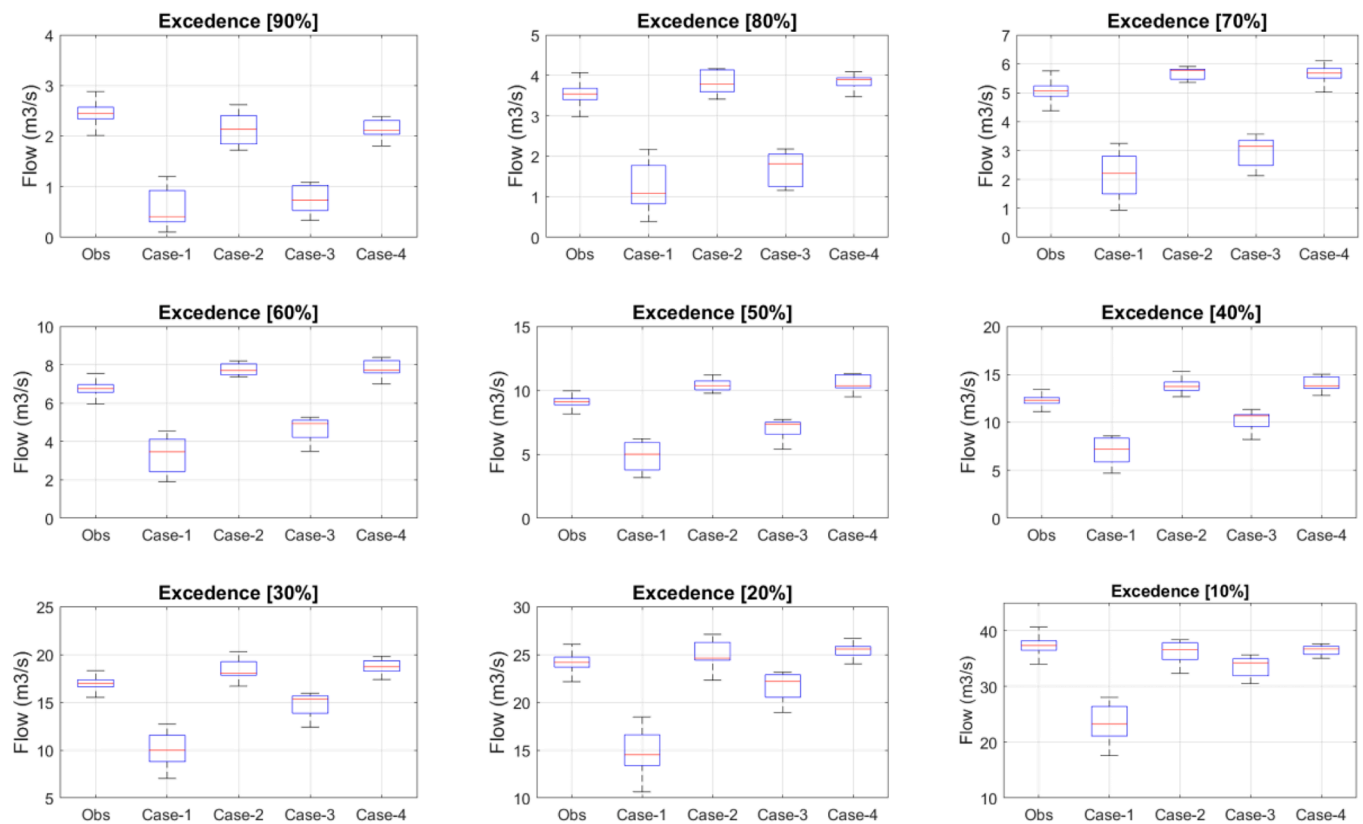 Excedence [90%]
Flow (m3/s)
4
3
2
1
0
Obs Case-1 Case-2 Case-3 Case-4
Excedence [80%]
Flow (m3/s)
5
4
3
2
1
0
Obs Case-1 Case-2 Case-3 Case-4
Excedence [70%]
Flow (m3/s)
7
6
5
4
3
2
1
0
Obs Case-1 Case-2 Case-3 Case-4
Excedence [60%]
Flow (m3/s)
10
8
6
4
2
0
Obs Case-1 Case-2 Case-3 Case-4
Excedence [50%]
Flow (m3/s)
15
10
5
0
Obs Case-1 Case-2 Case-3 Case-4
Excedence [40%]
Flow (m3/s)
20
15
10
5
0
Obs Case-1 Case-2 Case-3 Case-4
Excedence [30%]
Flow (m3/s)
25
20
15
10
5
Obs Case-1 Case-2 Case-3 Case-4
Excedence [20%]
Flow (m3/s)
30
25
20
15
10
Obs Case-1 Case-2 Case-3 Case-4
Excedence [10%]
Flow (m3/s)
40
30
20
10
Obs Case-1 Case-2 Case-3 Case-4